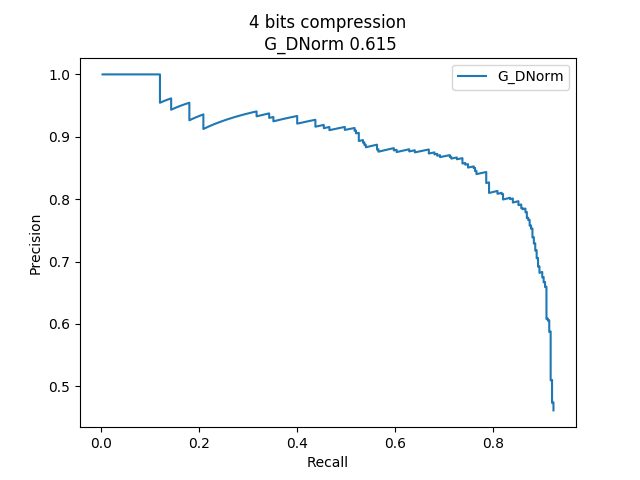 4 bits compression
G_DNorm 0.615
G_DNorm
1.0
0.9
0.8
0.7
0.6
0.5
Precision
0.0 0.2 0.4 0.6 0.8
Recall